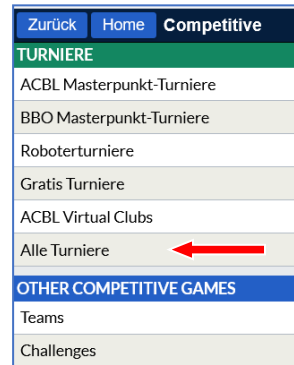 Zurück Home Competitive
TURNIERE
ACBL Masterpunkt-Turniere
BBO Masterpunkt-Turniere
Roboterturniere
Gratis Turniere
ACBL Virtual Clubs
Alle Turniere
OTHER COMPETITIVE GAMES
Teams
Challenges